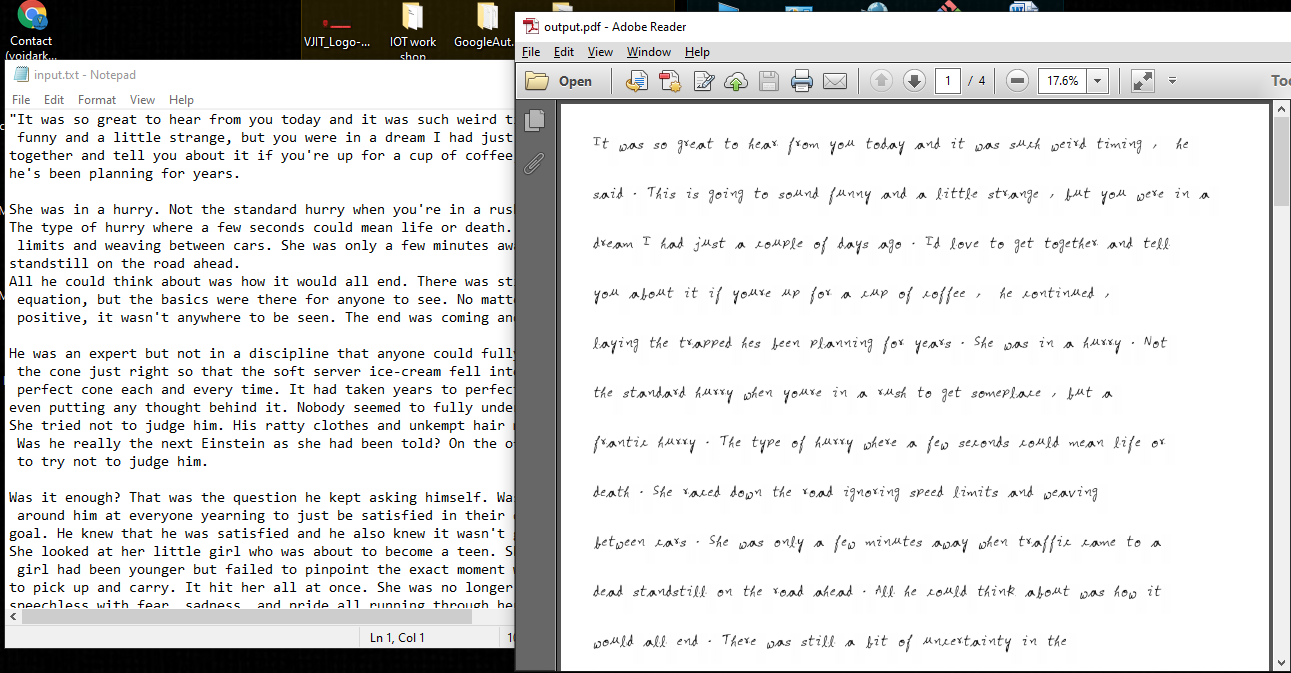 Contact
(voidark...
VJIT_Logo-...
IOT work
shop
GoogleAut...
input.txt - Notepad
File Edit Format View Help
"It was so great to hear from you today and it was such weird t
funny and a little strange, but you were in a dream I had just
together and tell you about it if you're up for a cup of coffee
he's been planning for years.
She was in a hurry. Not the standard hurry when you're in a rus
The type of hurry where a few seconds could mean life or death.
limits and weaving between cars. She was only a few minutes awa
standstill on the road ahead.
All he could think about was how it would all end. There was st
equation, but the basics were there for anyone to see. No matt
positive, it wasn't anywhere to be seen. The end was coming an
He was an expert but not in a discipline that anyone could full
the cone just right so that the soft server ice-cream fell int
perfect cone each and every time. It had taken years to perfec
even putting any thought behind it. Nobody seemed to fully unde
She tried not to judge him. His ratty clothes and unkempt hair
Was he really the next Einstein as she had been told? On the o
to try not to judge him.
Was it enough? That was the question he kept asking himself. Wa
around him at everyone yearning to just be satisfied in their
goal. He knew that he was satisfied and he also knew it wasn't
She looked at her little girl who was about to become a teen. S
girl had been younger but failed to pinpoint the exact moment
to pick up and carry. It hit her all at once. She was no longer
speechless with fear, sadness, and pride all running through he
Ln 1, Col 1
output.pdf - Adobe Reader
File Edit View Window Help
Open 1 / 4 17.6%
It was so great to hear from you today and it was such weird timing , he
said . This is going to sound funny and a little strange , but you were in a
dream I had just a couple of days ago . Id love to get together and tell
you about it if youre up for a cup of coffee , he continued ,
laying the trapped hes been planning for years . She was in a hurry . Not
the standard hurry when youre in a rush to get someplace , but a
frantic hurry . The type of hurry where a few seconds could mean life or
death . She raced down the road ignoring speed limits and weaving
between cars . She was only a few minutes away when traffic came to a
dead standstill on the road ahead . All he could think about was how it
would all end . There was still a bit of uncertainty in the